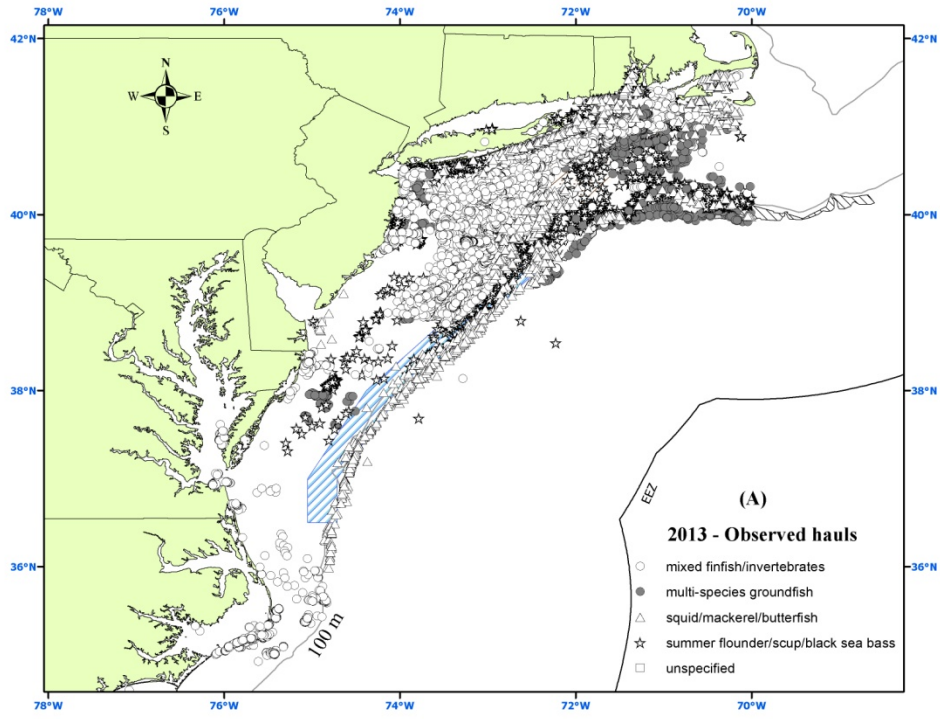 78°W 76°W 74°W 72°W 70°W
42°N 42°N
N
W E
S
40°N 40°N
38°N 38°N
EEZ
(A)
2013 - Observed hauls
mixed finfish/invertebrates
36°N 36°N
multi-species groundfish
squid/mackerel/butterfish
100 m
summer flounder/scup/black sea bass
unspecified
78°W 76°W 74°W 72°W 70°W